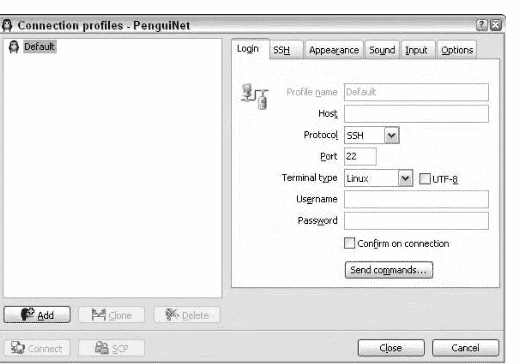 Connection profiles - PenguiNet
Default
Login SSH Appearance Sound Input Options
Profile name Default
Host
Protocol SSH
Port 22
Terminal type Linux UTF-8
Username
Password
Confirm on connection
Send commands...
Add Clone Delete
Connect SCP Close Cancel